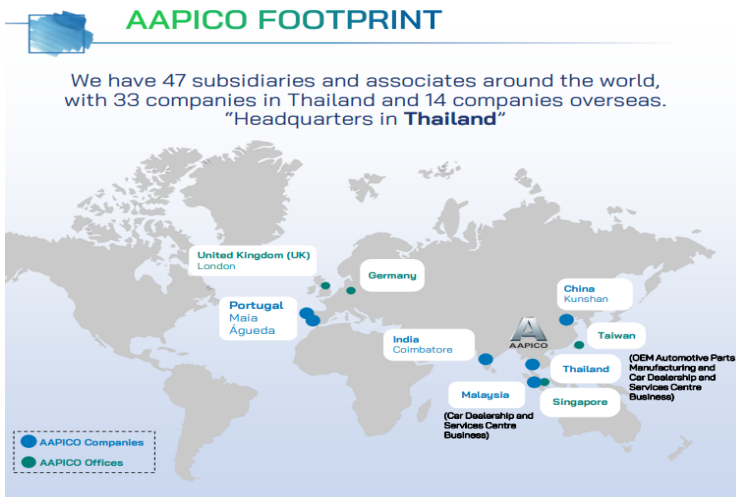 AAPICO FOOTPRINT
We have 47 subsidiaries and associates around the world,
with 33 companies in Thailand and 14 companies overseas.
“Headquarters in Thailand”
United Kingdom (UK)
London
Germany
Portugal
Maia
Águeda
China
Kunshan
AAPICO
Taiwan
India
Coimbatore
Thailand
(OEM Automotive Parts
Manufacturing and
Car Dealership and
Services Centre
Business)
Malaysia
(Car Dealership and
Services Centre
Business)
Singapore
AAPICO Companies
AAPICO Offices